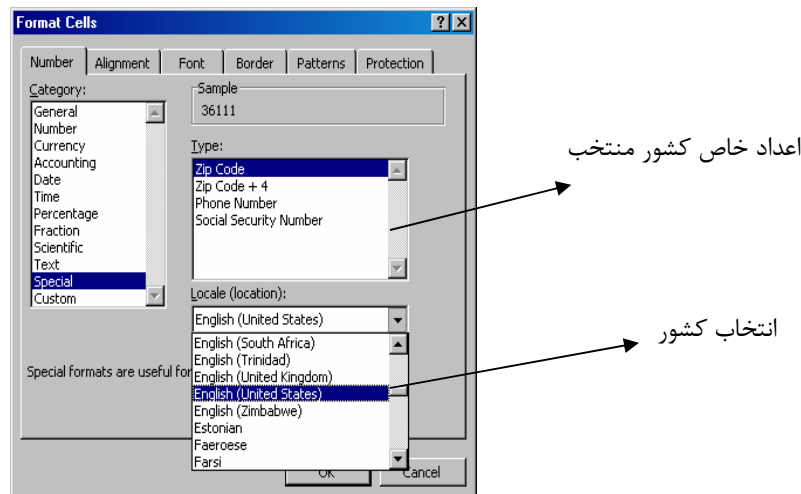 Format Cells
Number Alignment Font Border Patterns Protection
Category:
General
Number
Currency
Accounting
Date
Time
Percentage
Fraction
Scientific
Text
Special
Custom
Sample
36111
Type:
Zip Code
Zip Code + 4
Phone Number
Social Security Number
Locale (location):
English (United States)
English (South Africa)
English (Trinidad)
English (United Kingdom)
English (United States)
English (Zimbabwe)
Estonian
Faeroese
Farsi
Special formats are useful for
OK Cancel
اعداد خاص کشور منتخب
انتخاب کشور